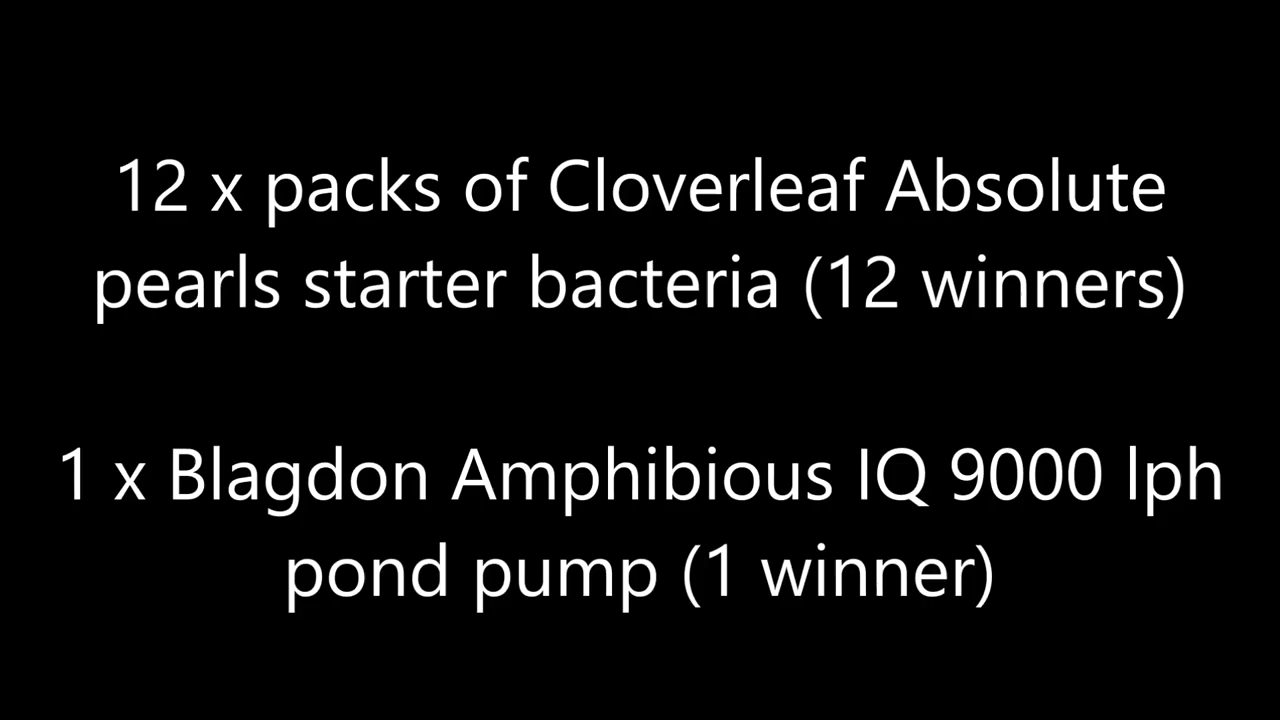 12 x packs of Cloverleaf Absolute
pearls starter bacteria (12 winners)
1 x Blagdon Amphibious IQ 9000 lph
pond pump (1 winner)